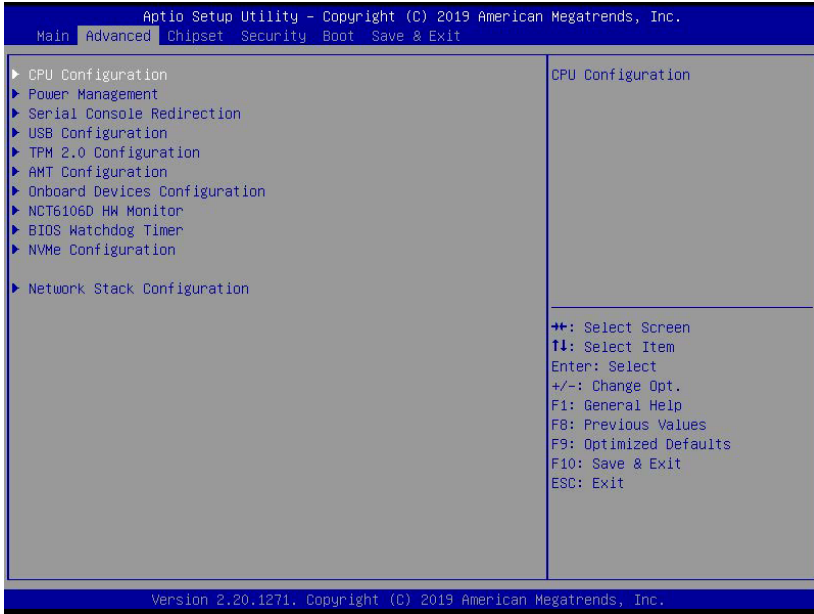 Aptio Setup Utility – Copyright (C) 2019 American Megatrends, Inc.
Main Advanced Chipset Security Boot Save & Exit
▶ CPU Configuration
▶ Power Management
▶ Serial Console Redirection
▶ USB Configuration
▶ TPM 2.0 Configuration
▶ AMT Configuration
▶ Onboard Devices Configuration
▶ NCT6106D HW Monitor
▶ BIOS Watchdog Timer
▶ NVMe Configuration
▶ Network Stack Configuration
CPU Configuration
→←: Select Screen
↑↓: Select Item
Enter: Select
+/-: Change Opt.
F1: General Help
F8: Previous Values
F9: Optimized Defaults
F10: Save & Exit
ESC: Exit
Version 2.20.1271. Copyright (C) 2019 American Megatrends, Inc.